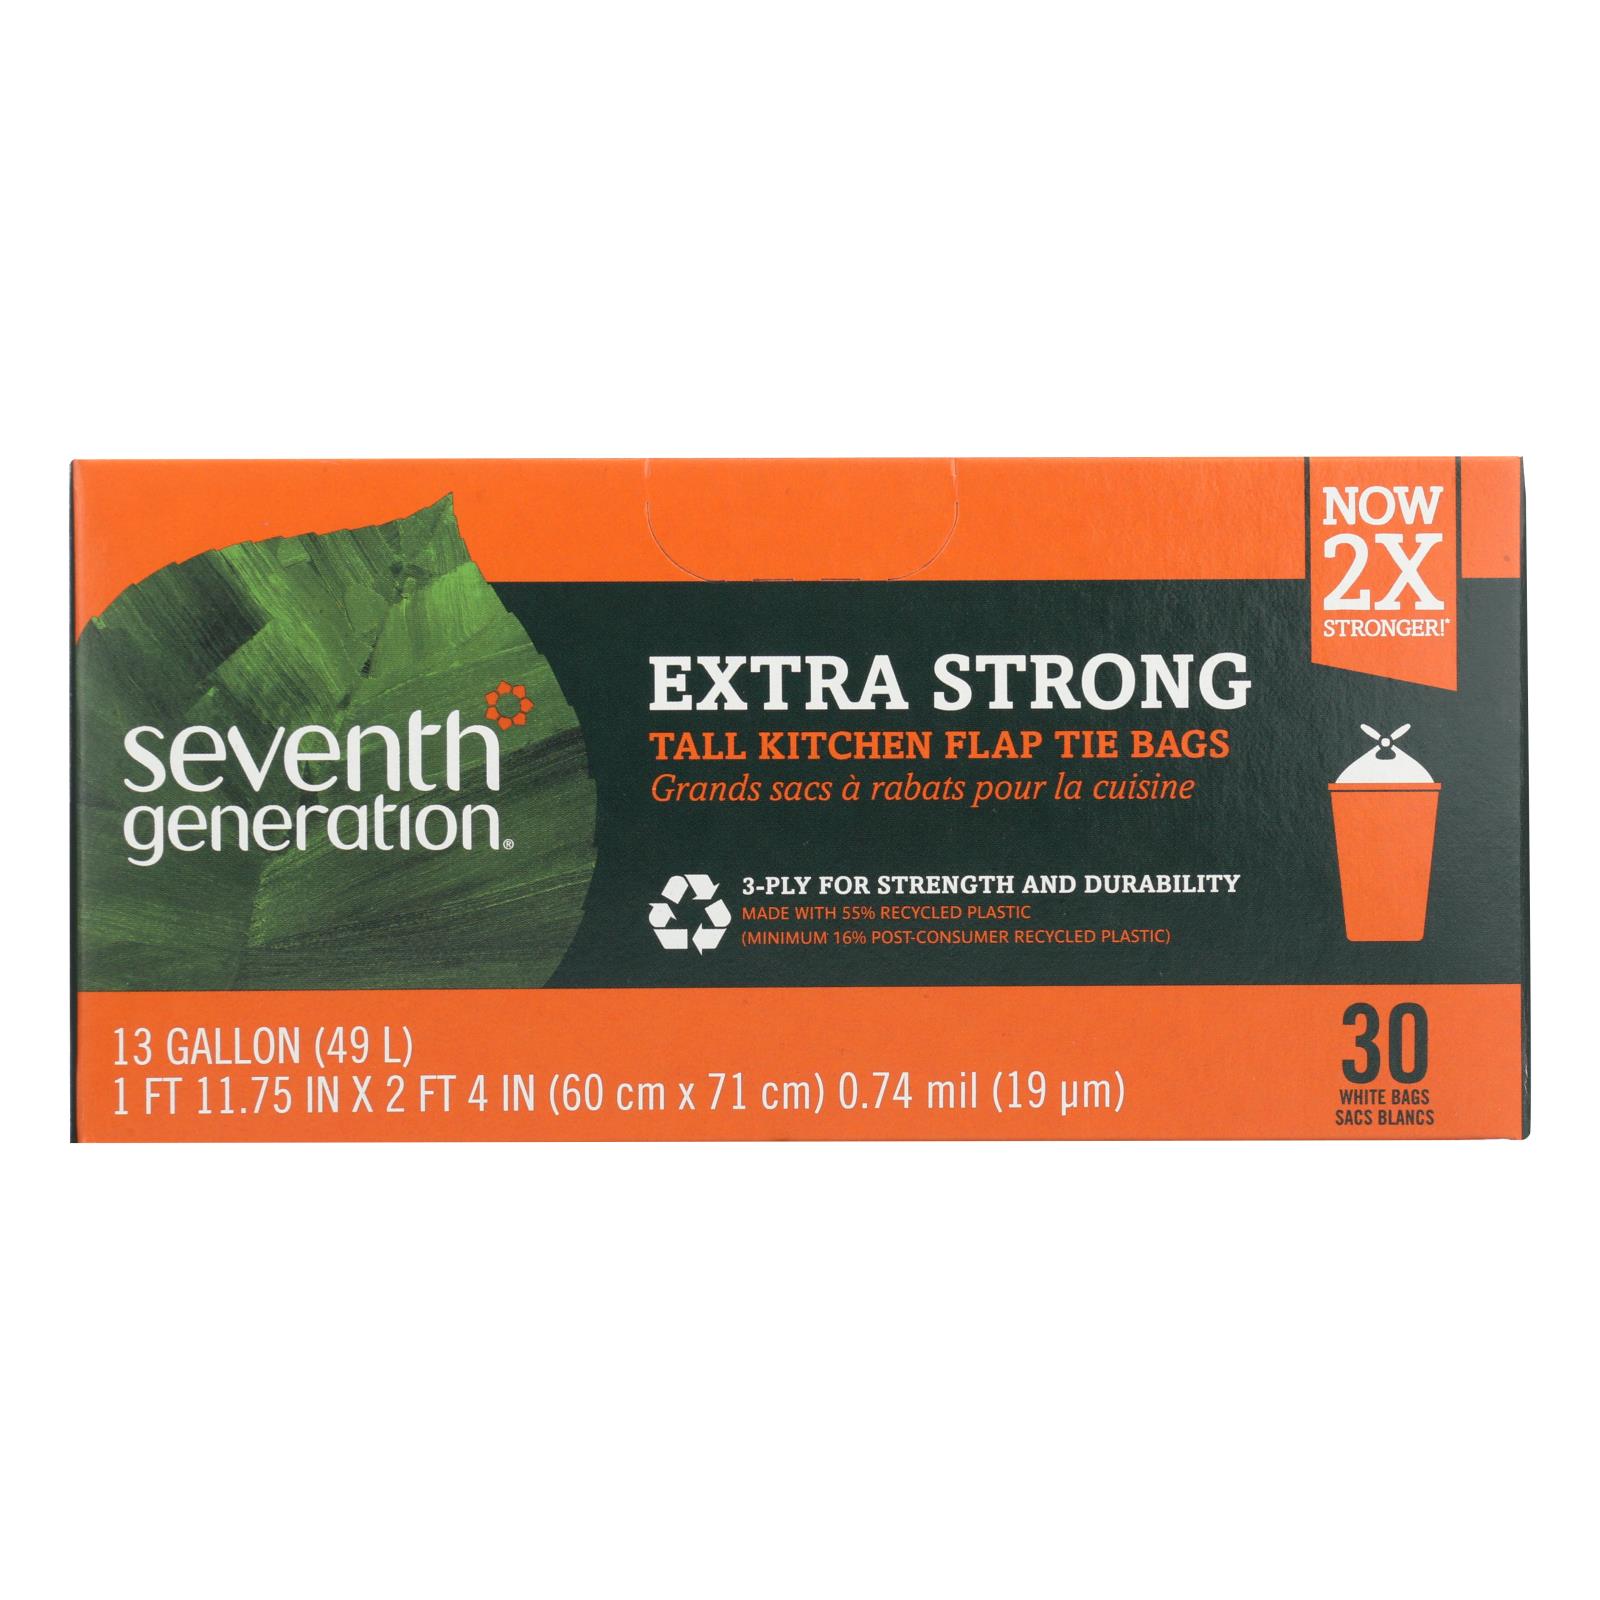 NOW
2X
STRONGER!*
EXTRA STRONG
TALL KITCHEN FLAP TIE BAGS
Grands sacs à rabats pour la cuisine
seventh
generation®
3-PLY FOR STRENGTH AND DURABILITY
MADE WITH 55% RECYCLED PLASTIC
(MINIMUM 16% POST-CONSUMER RECYCLED PLASTIC)
13 GALLON (49 L)
1 FT 11.75 IN X 2 FT 4 IN (60 cm x 71 cm) 0.74 mil (19 µm)
30
WHITE BAGS
SACS BLANCS